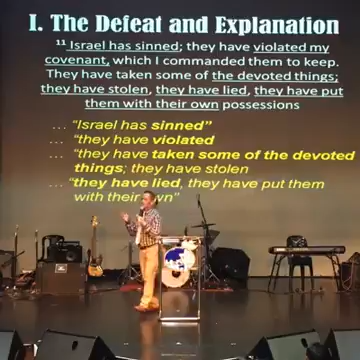 I. The Defeat and Explanation
11 Israel has sinned; they have violated my
covenant, which I commanded them to keep.
They have taken some of the devoted things;
they have stolen, they have lied, they have put
them with their own possessions
… "Israel has sinned"
… "they have violated
… "they have taken some of the devoted
things; they have stolen
… "they have lied, they have put them
with their own"